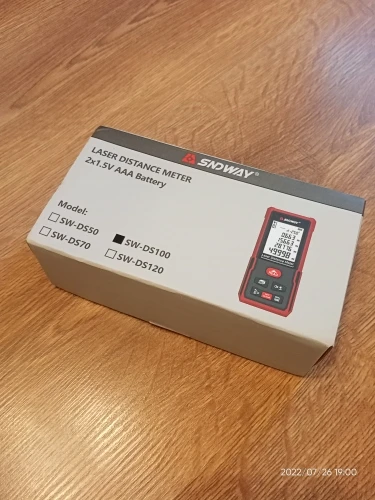 SNDWAY®
LASER DISTANCE METER
2x1.5V AAA Battery
Model:
SW-DS50
SW-DS70
SW-DS100
SW-DS120
SNDWAY
2022.07.26 19:00